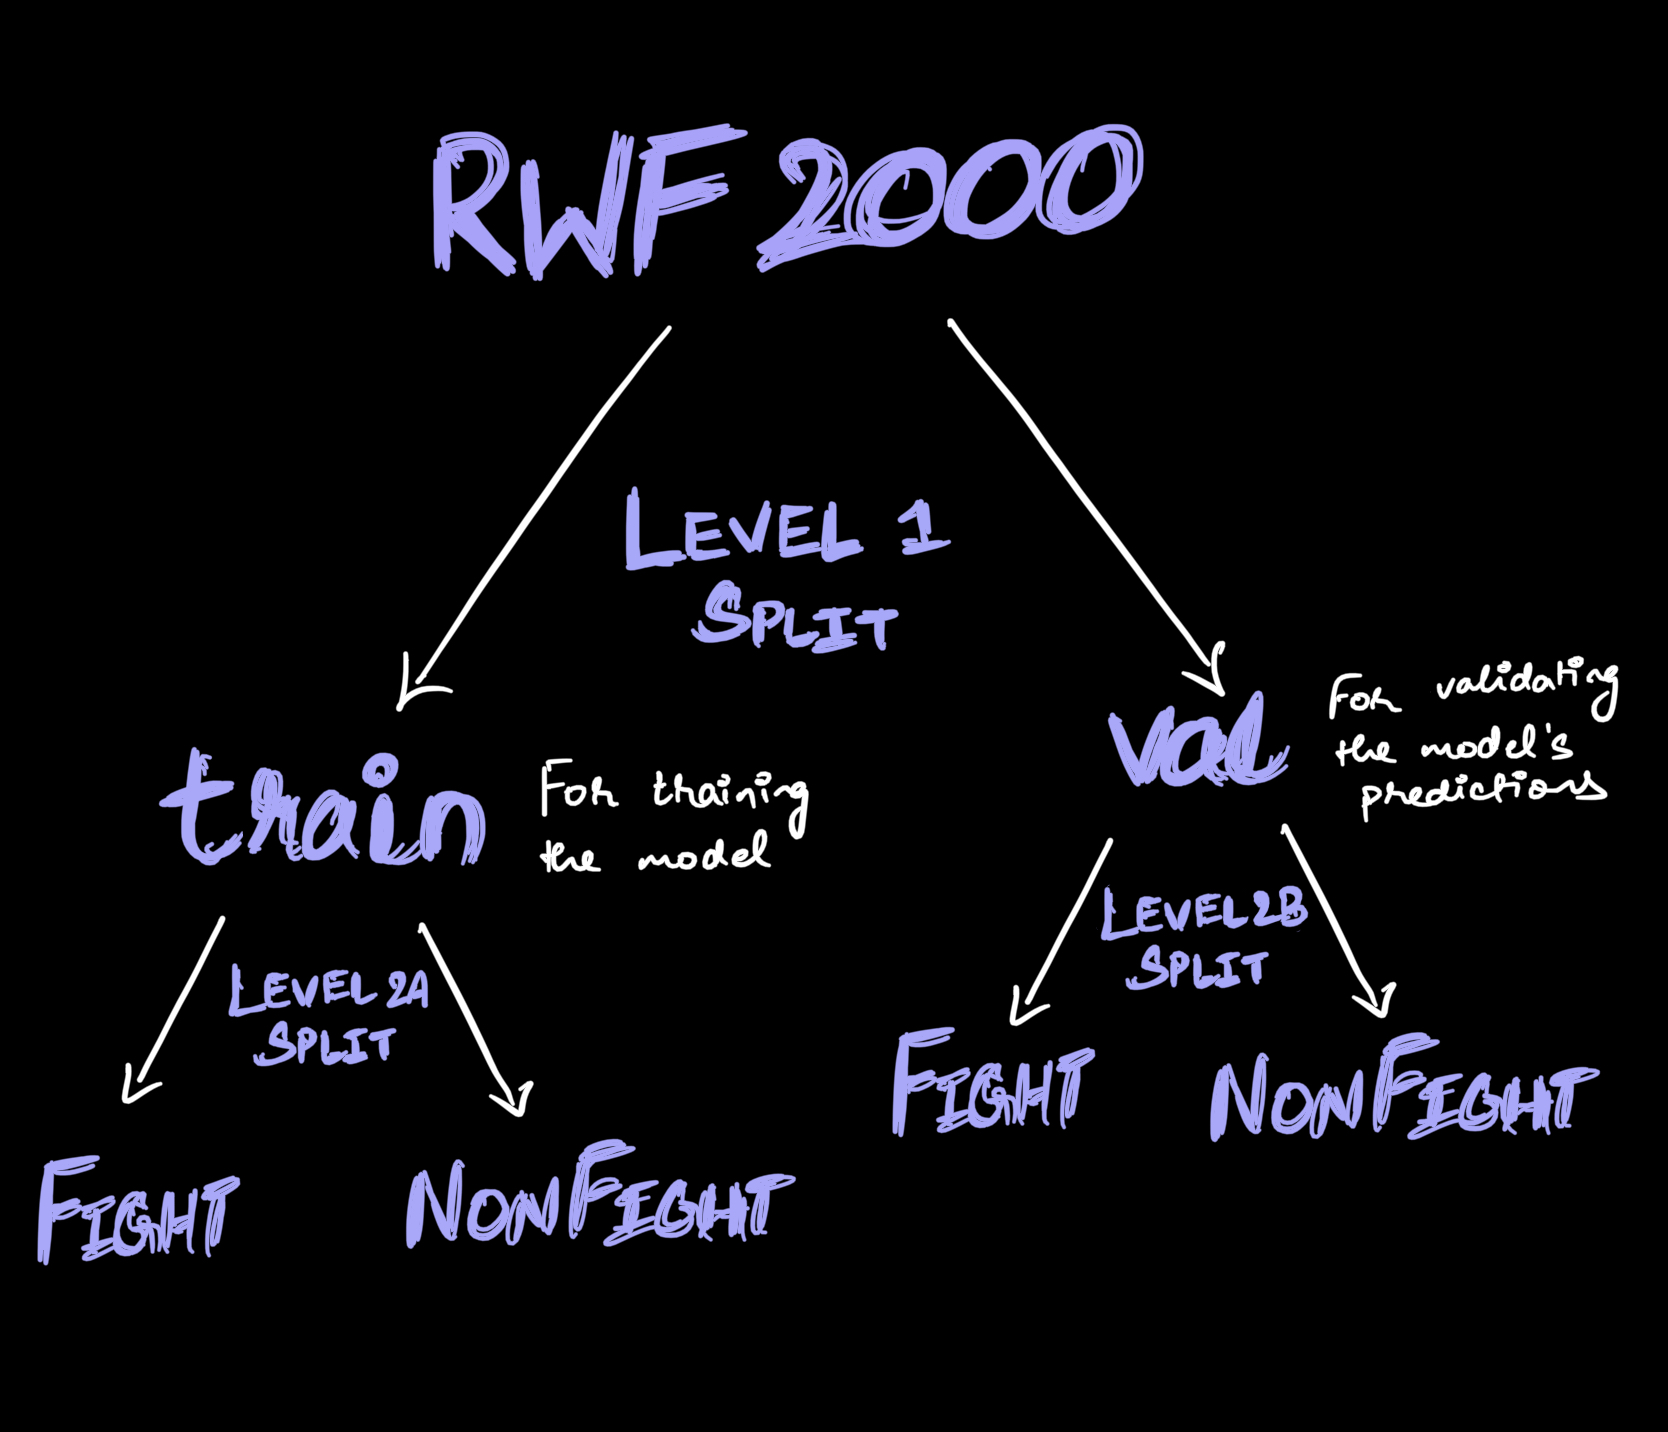 RWF 2000
LEVEL 1
SPLIT
train
For training
the model
val
For validating
the model's
predictions
LEVEL 2A
SPLIT
FIGHT
NONFIGHT
LEVEL 2B
SPLIT
FIGHT
NONFIGHT